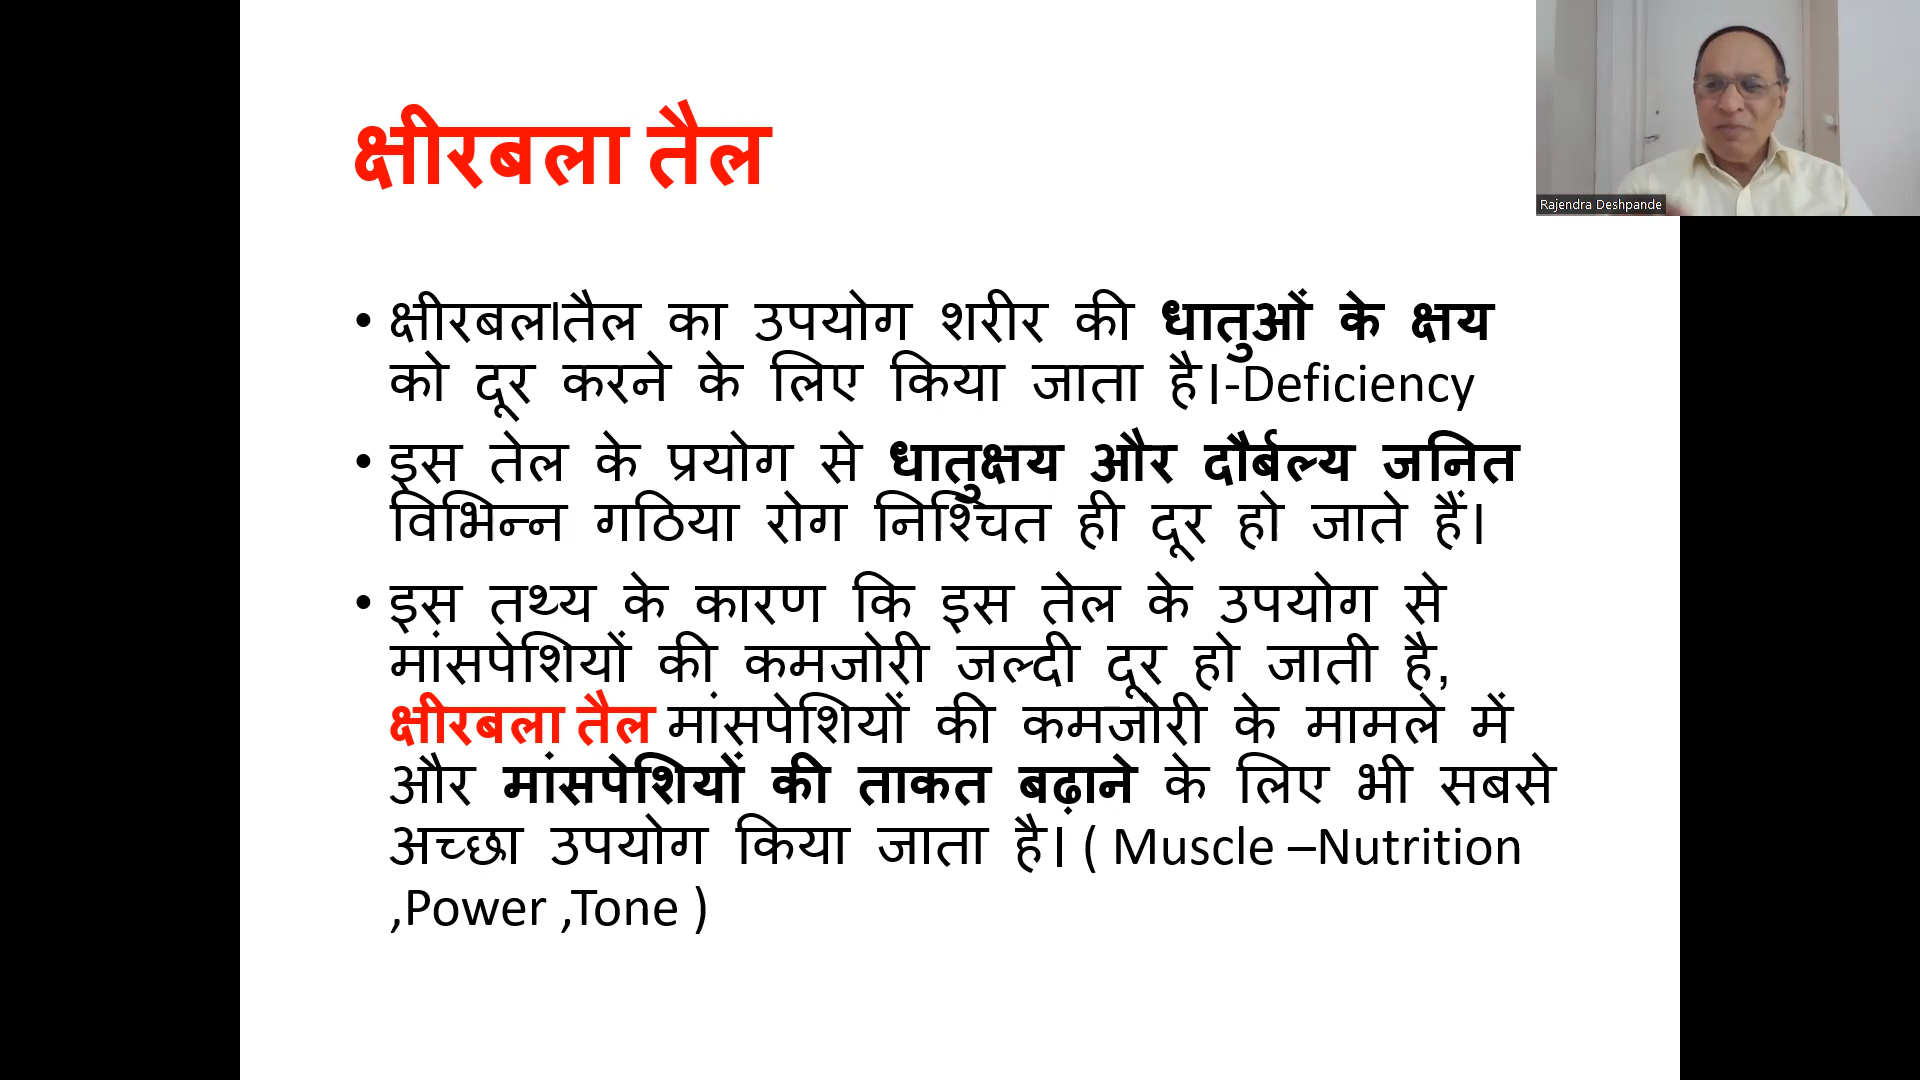 क्षीरबला तैल
Rajendra Deshpande
• क्षीरबलातैल का उपयोग शरीर की धातुओं के क्षय
को दूर करने के लिए किया जाता है।-Deficiency
• इस तेल के प्रयोग से धातुक्षय और दौर्बल्य जनित
विभिन्न गठिया रोग निश्चित ही दूर हो जाते हैं।
• इस तथ्य के कारण कि इस तेल के उपयोग से
मांसपेशियों की कमजोरी जल्दी दूर हो जाती है,
क्षीरबला तैल मांसपेशियों की कमजोरी के मामले में
और मांसपेशियों की ताकत बढ़ाने के लिए भी सबसे
अच्छा उपयोग किया जाता है। ( Muscle –Nutrition
,Power ,Tone )